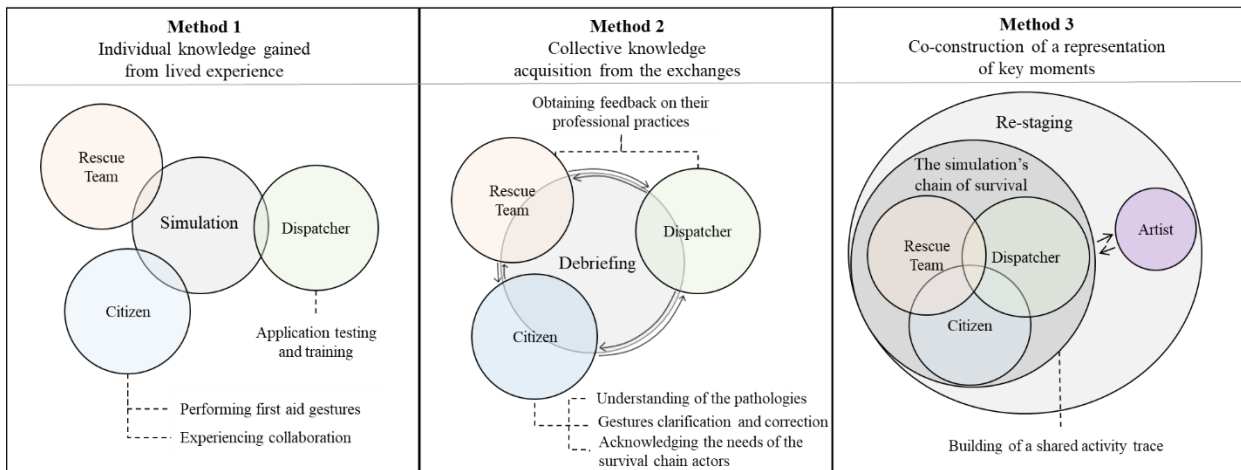 Method 1
Individual knowledge gained
from lived experience
Rescue
Team
Simulation
Dispatcher
Citizen
Application testing
and training
Performing first aid gestures
Experiencing collaboration
Method 2
Collective knowledge
acquisition from the exchanges
Obtaining feedback on their
professional practices
Rescue
Team
Dispatcher
Debriefing
Citizen
Understanding of the pathologies
Gestures clarification and correction
Acknowledging the needs of the
survival chain actors
Method 3
Co-construction of a representation
of key moments
Re-staging
The simulation's
chain of survival
Rescue
Team
Dispatcher
Artist
Citizen
Building of a shared activity trace